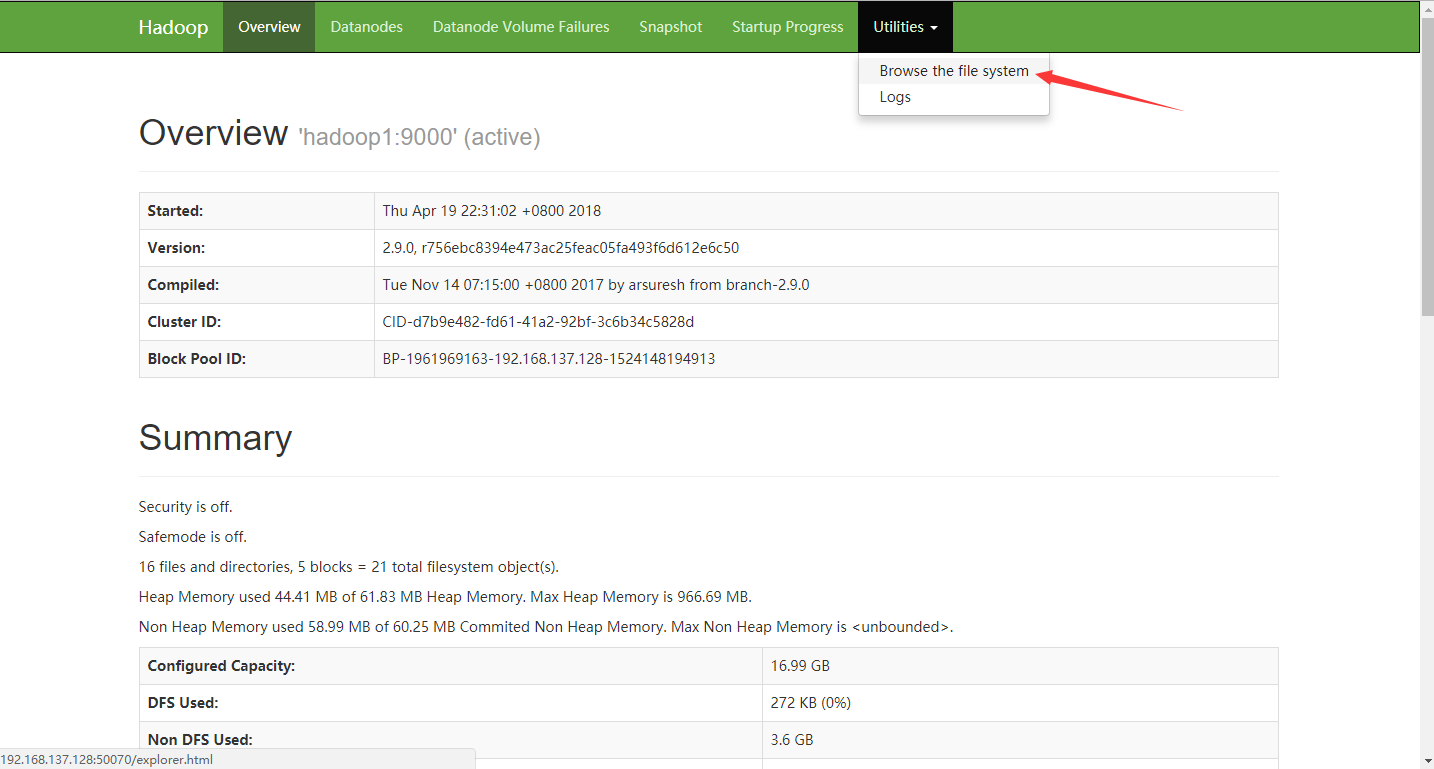 Hadoop Overview Datanodes Datanode Volume Failures Snapshot Startup Progress Utilities
Browse the file system
Logs
Overview 'hadoop1:9000' (active)
Started: Thu Apr 19 22:31:02 +0800 2018
Version: 2.9.0, r756ebc8394e473ac25feac05fa493f6d612e6c50
Compiled: Tue Nov 14 07:15:00 +0800 2017 by arsuresh from branch-2.9.0
Cluster ID: CID-d7b9e482-fd61-41a2-92bf-3c6b34c5828d
Block Pool ID: BP-1961969163-192.168.137.128-1524148194913
Summary
Security is off.
Safemode is off.
16 files and directories, 5 blocks = 21 total filesystem object(s).
Heap Memory used 44.41 MB of 61.83 MB Heap Memory. Max Heap Memory is 966.69 MB.
Non Heap Memory used 58.99 MB of 60.25 MB Commited Non Heap Memory. Max Non Heap Memory is <unbounded>.
Configured Capacity: 16.99 GB
DFS Used: 272 KB (0%)
Non DFS Used: 3.6 GB
192.168.137.128:50070/explorer.html